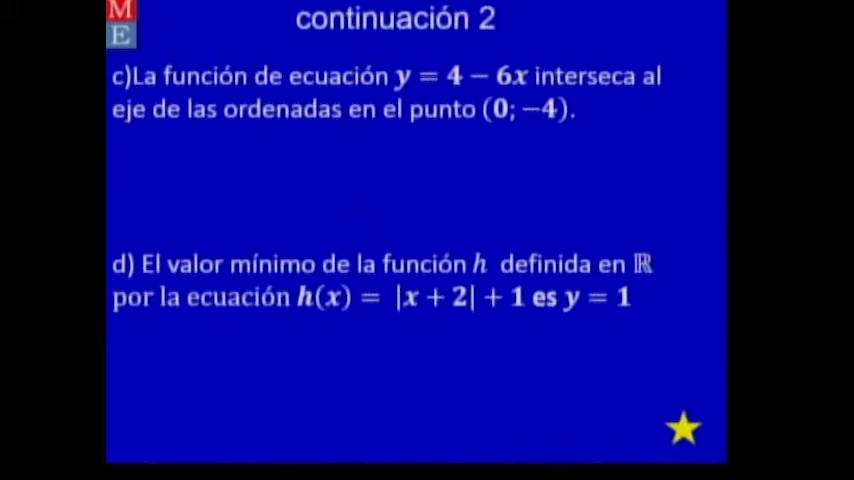 M
E
continuación 2
c)La función de ecuación y = 4 − 6x interseca al
eje de las ordenadas en el punto (0; −4).
d) El valor mínimo de la función h definida en ℝ
por la ecuación h(x) = |x + 2| + 1 es y = 1